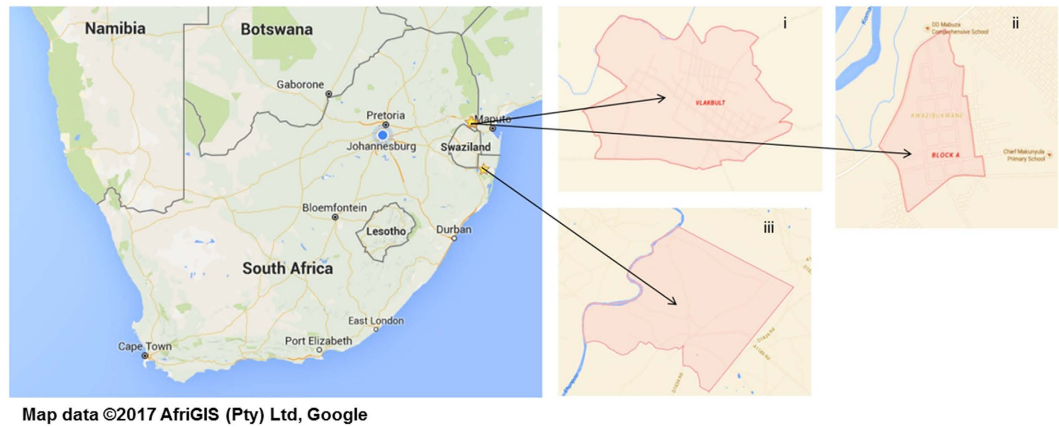 Namibia
Botswana
Gaborone
Pretoria
Johannesburg
Maputo
Swaziland
Bloemfontein
Lesotho
Durban
South Africa
East London
Port Elizabeth
Cape Town
i
VLAKBULT
ii
DD Mabuza
Comprehensive School
KWAZIBUKWANE
BLOCK A
Chief Makunyula
Primary School
iii
Map data ©2017 AfriGIS (Pty) Ltd, Google